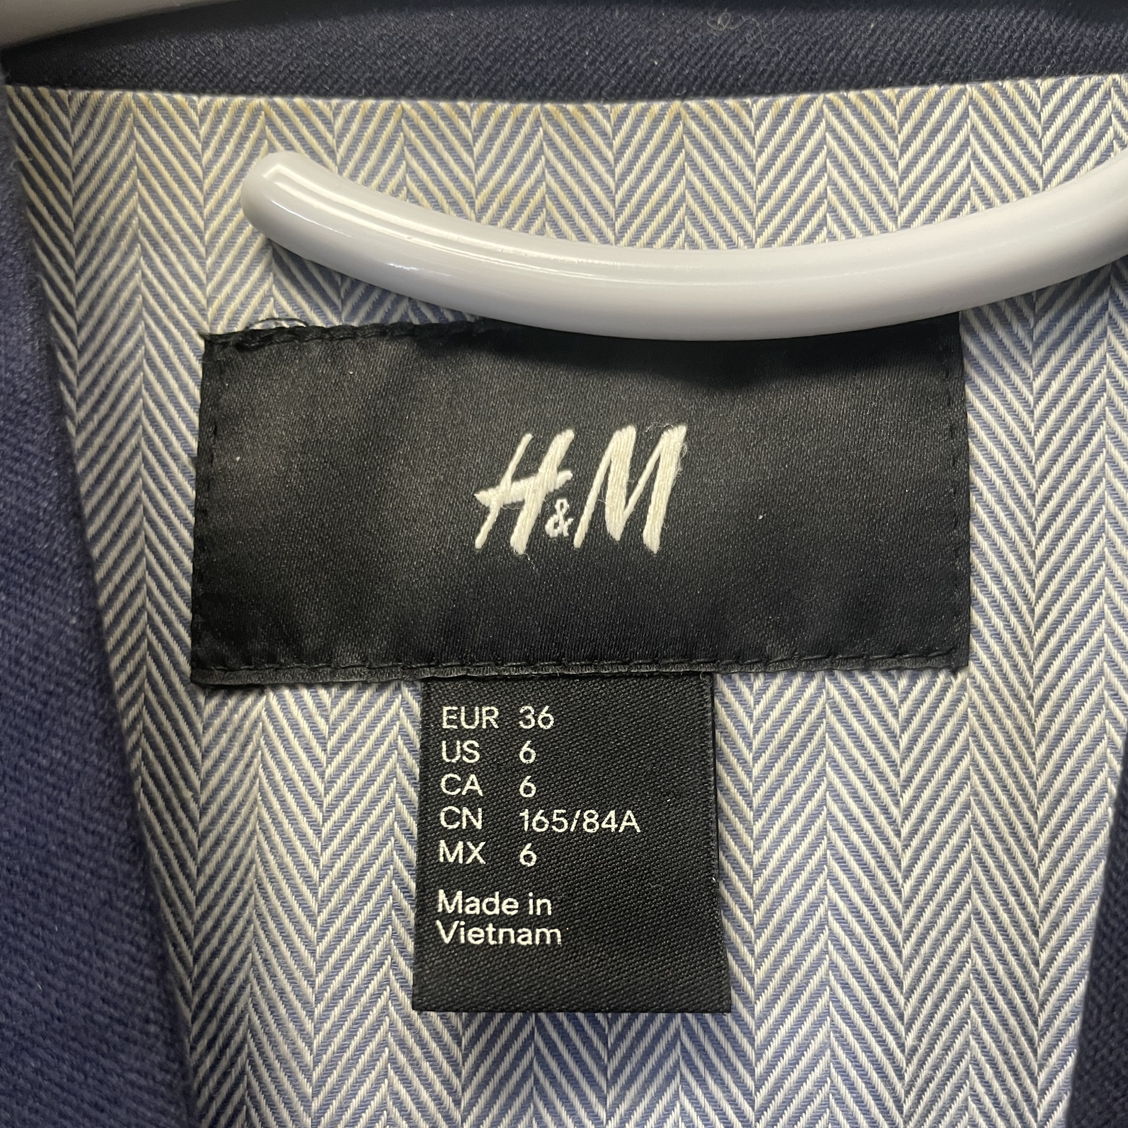 H&M
EUR 36
US 6
CA 6
CN 165/84A
MX 6
Made in
Vietnam